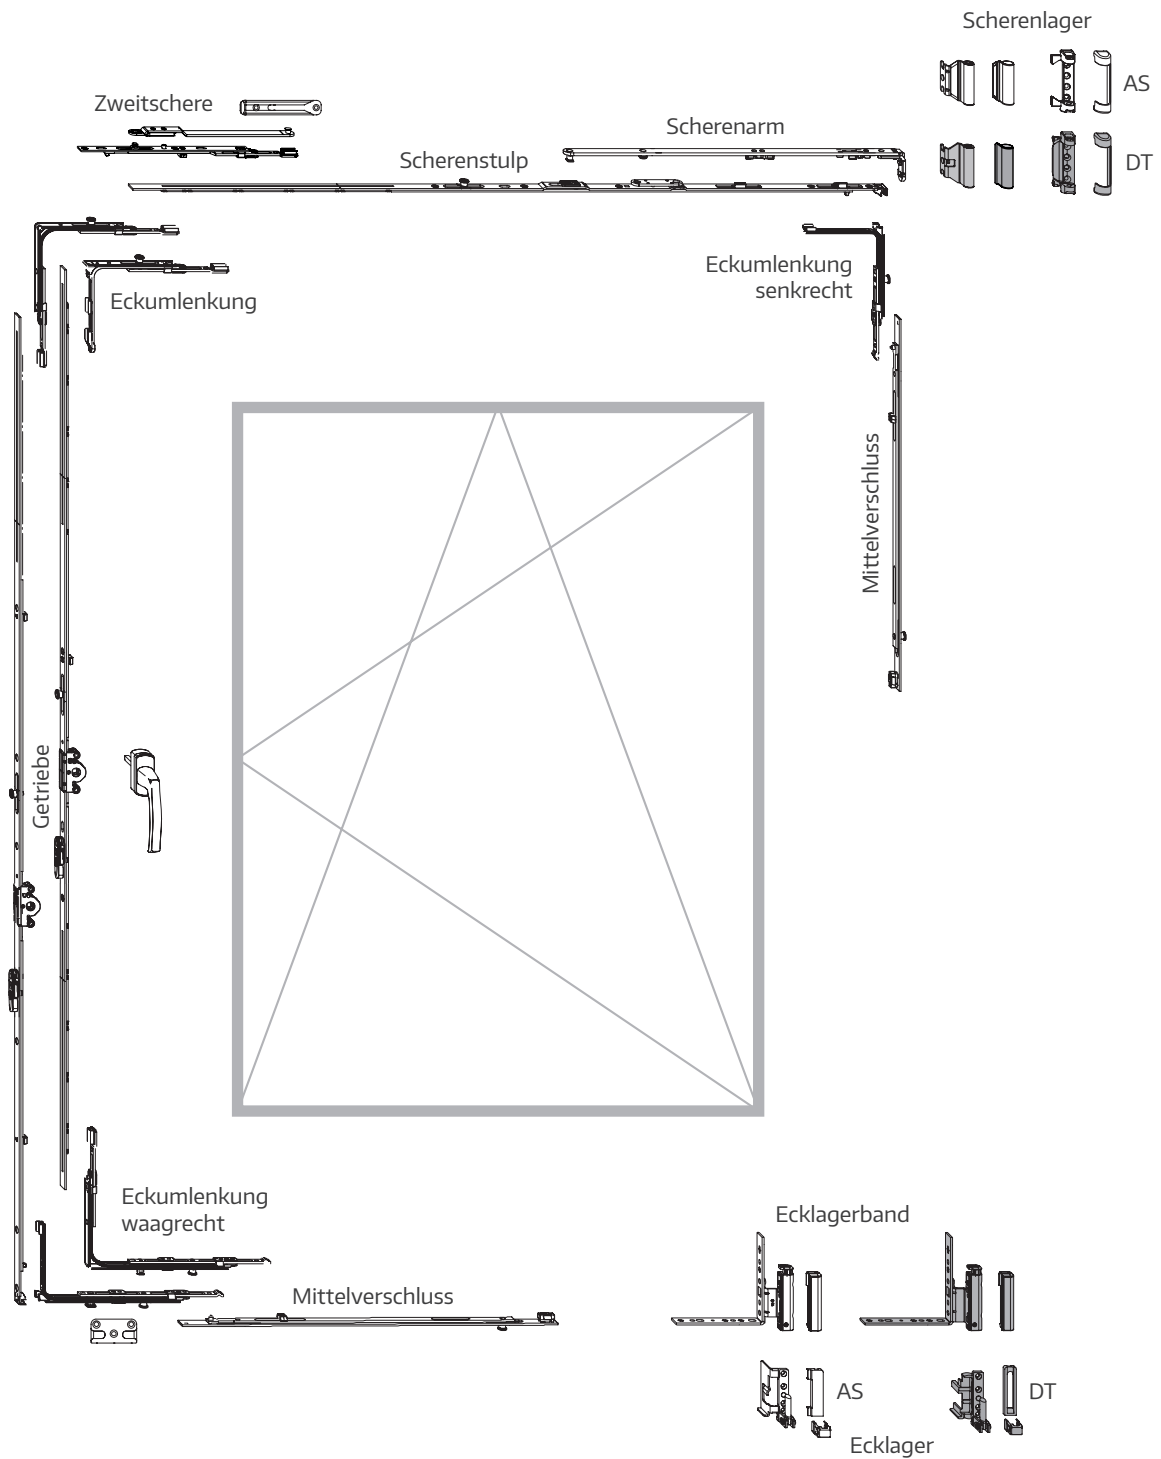 Scherenlager
AS
Zweitschere
Scherenarm
Scherenstulp
DT
Eckumlenkung
senkrecht
Eckumlenkung
Mittelverschluss
Getriebe
Eckumlenkung
waagrecht
Ecklagerband
Mittelverschluss
AS
DT
Ecklager